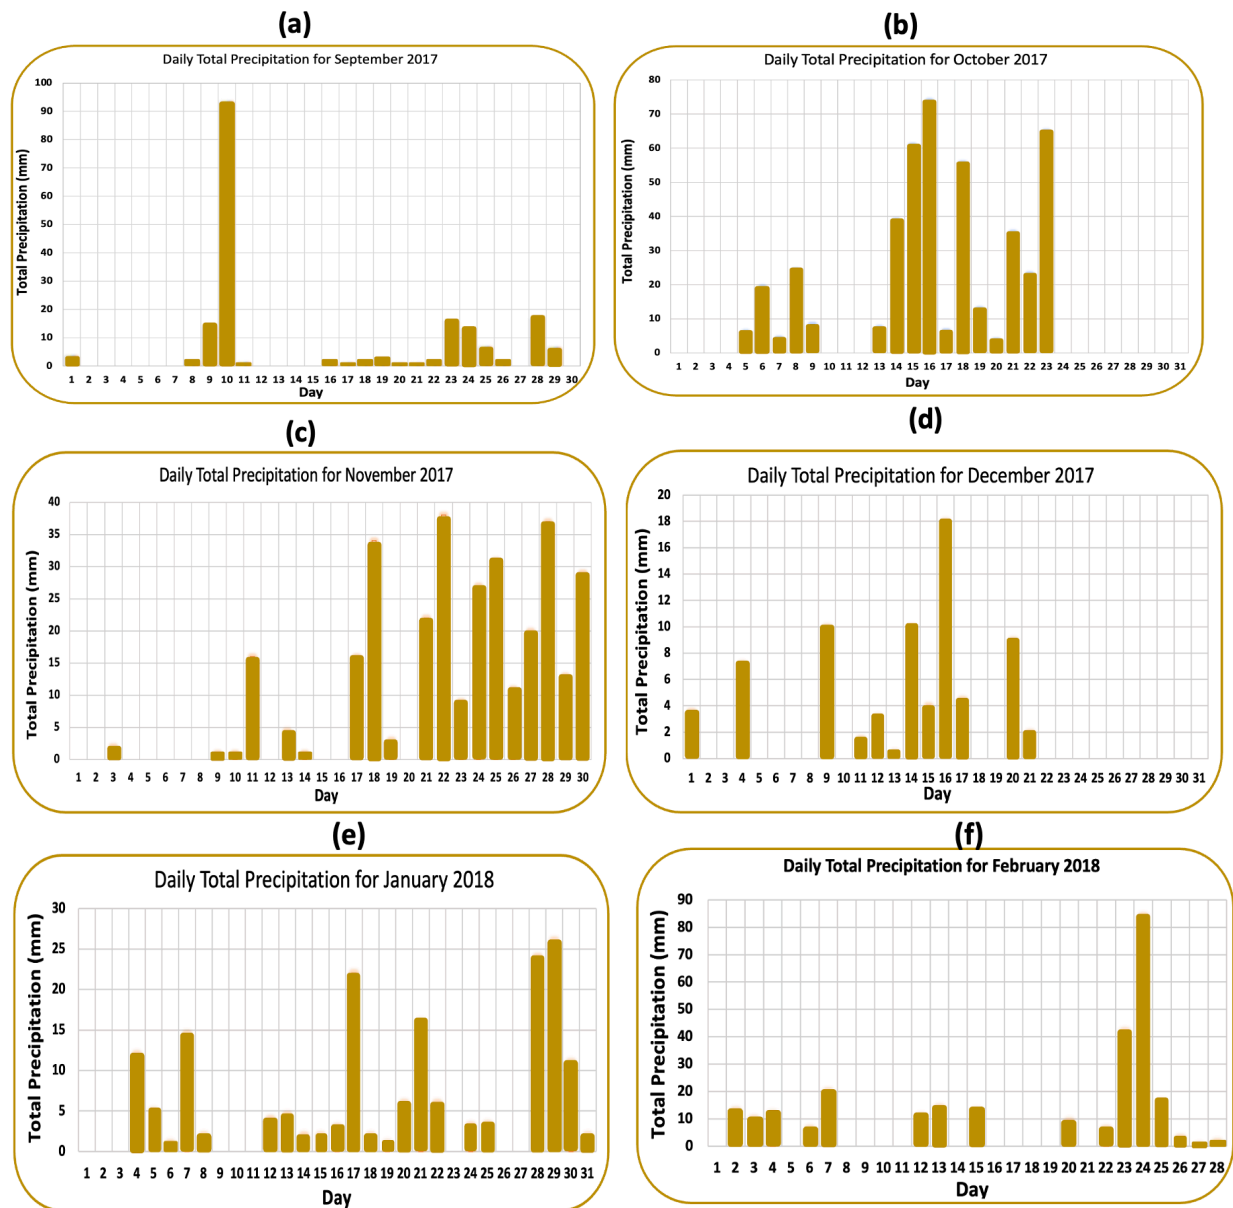 (a)
Daily Total Precipitation for September 2017
Total Precipitation (mm)
100
90
80
70
60
50
40
30
20
10
0
1 2 3 4 5 6 7 8 9 10 11 12 13 14 15 16 17 18 19 20 21 22 23 24 25 26 27 28 29 30
Day
(b)
Daily Total Precipitation for October 2017
Total Precipitation (mm)
80
70
60
50
40
30
20
10
0
1 2 3 4 5 6 7 8 9 10 11 12 13 14 15 16 17 18 19 20 21 22 23 24 25 26 27 28 29 30 31
Day
(c)
Daily Total Precipitation for November 2017
Total Precipitation (mm)
40
35
30
25
20
15
10
5
0
1 2 3 4 5 6 7 8 9 10 11 12 13 14 15 16 17 18 19 20 21 22 23 24 25 26 27 28 29 30
Day
(d)
Daily Total Precipitation for December 2017
Total Precipitation (mm)
20
18
16
14
12
10
8
6
4
2
0
1 2 3 4 5 6 7 8 9 10 11 12 13 14 15 16 17 18 19 20 21 22 23 24 25 26 27 28 29 30 31
Day
(e)
Daily Total Precipitation for January 2018
Total Precipitation (mm)
30
25
20
15
10
5
0
1 2 3 4 5 6 7 8 9 10 11 12 13 14 15 16 17 18 19 20 21 22 23 24 25 26 27 28 29 30 31
Day
(f)
Daily Total Precipitation for February 2018
Total Precipitation (mm)
90
80
70
60
50
40
30
20
10
0
1 2 3 4 5 6 7 8 9 10 11 12 13 14 15 16 17 18 19 20 21 22 23 24 25 26 27 28
Day